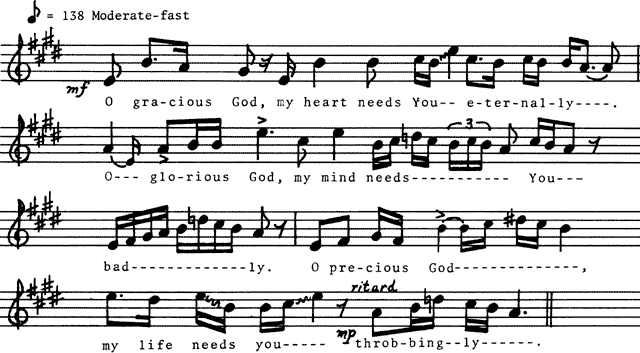 = 138 Moderate-fast
mf
O gra-cious God, my heart needs You-- e-ter-nal-ly----.
3
O--- glo-rious God, my mind needs----------- You---
bad------------ly. O pre-cious God-------------,
ritard
mp
my life needs you----- throb-bing--ly------.